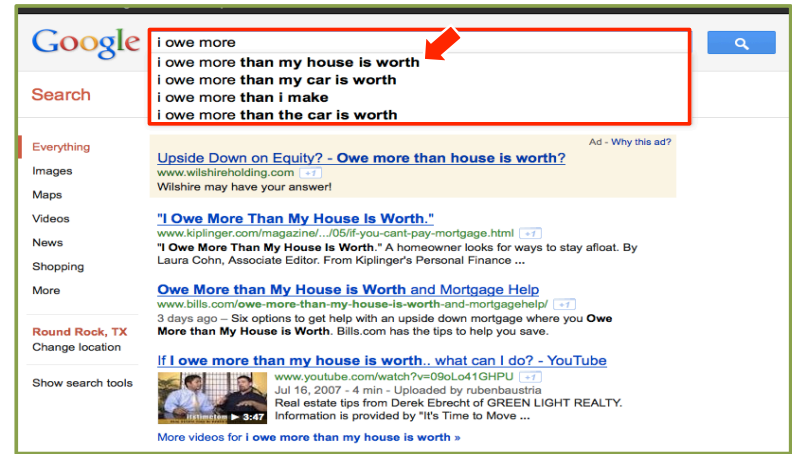 Google
i owe more
i owe more than my house is worth
i owe more than my car is worth
i owe more than i make
i owe more than the car is worth
Search
Everything
Images
Maps
Videos
News
Shopping
More
Round Rock, TX
Change location
Show search tools
Ad - Why this ad?
Upside Down on Equity? - Owe more than house is worth?
www.wilshireholding.com +1
Wilshire may have your answer!
"I Owe More Than My House Is Worth."
www.kiplinger.com/magazine/.../05/if-you-cant-pay-mortgage.html +1
"I Owe More Than My House Is Worth." A homeowner looks for ways to stay afloat. By
Laura Cohn, Associate Editor. From Kiplinger's Personal Finance ...
Owe More than My House is Worth and Mortgage Help
www.bills.com/owe-more-than-my-house-is-worth-and-mortgagehelp/ +1
3 days ago – Six options to get help with an upside down mortgage where you Owe
More than My House is Worth. Bills.com has the tips to help you save.
If I owe more than my house is worth.. what can I do? - YouTube
www.youtube.com/watch?v=09oLo41GHPU +1
Jul 16, 2007 - 4 min - Uploaded by rubenbaustria
Real estate tips from Derek Ebrecht of GREEN LIGHT REALTY.
Information is provided by "It's Time to Move ...
3:47
More videos for i owe more than my house is worth »